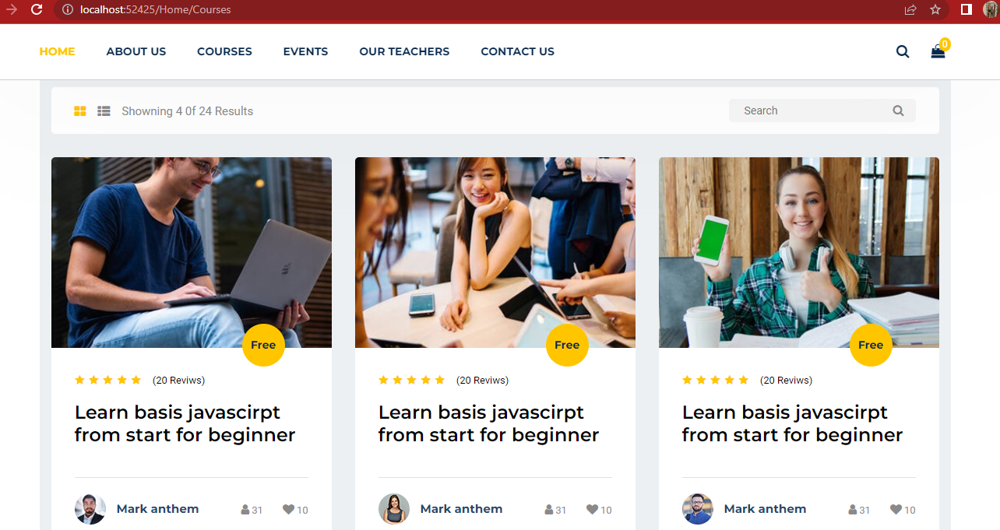 localhost:52425/Home/Courses
HOME ABOUT US COURSES EVENTS OUR TEACHERS CONTACT US 0
Showning 4 0f 24 Results Search
Free Free Free
(20 Reviws) (20 Reviws) (20 Reviws)
Learn basis javascirpt Learn basis javascirpt Learn basis javascirpt
from start for beginner from start for beginner from start for beginner
Mark anthem 31 10 Mark anthem 31 10 Mark anthem 31 10